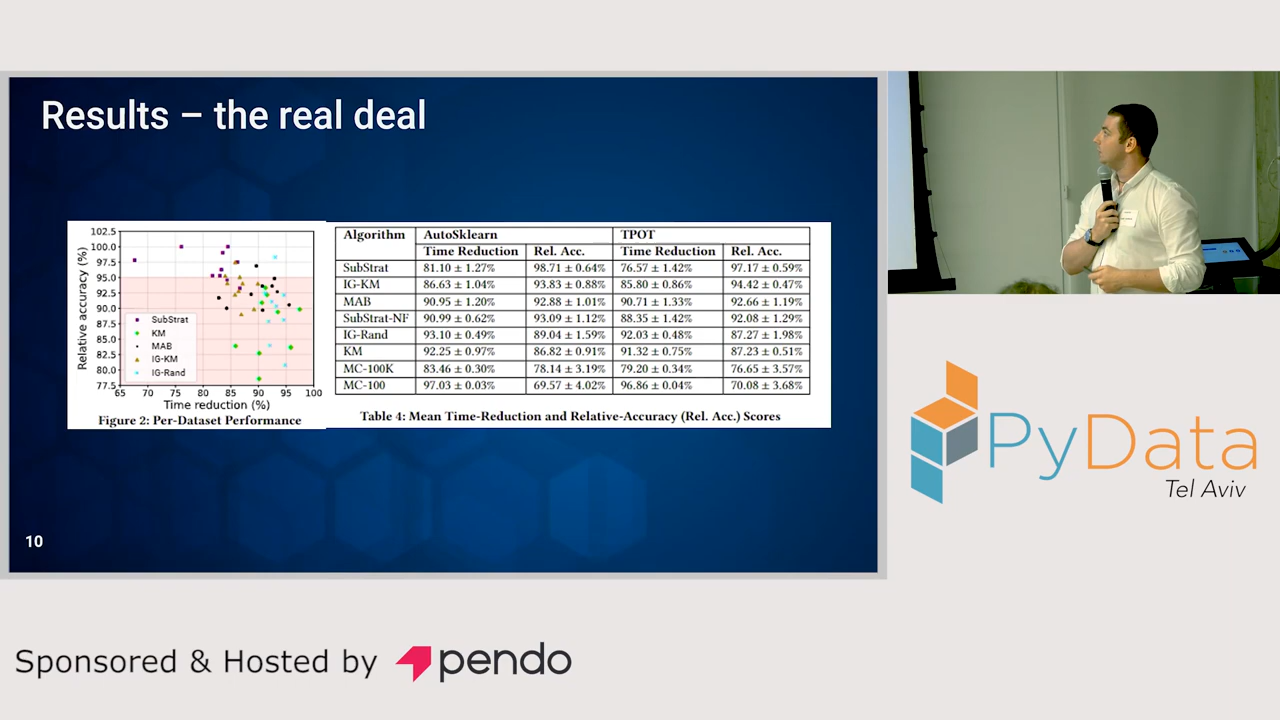 Results – the real deal
102.5
100.0
97.5
95.0
92.5
90.0
87.5
85.0
82.5
80.0
77.5
Relative accuracy (%)
SubStrat
KM
MAB
IG-KM
IG-Rand
65 70 75 80 85 90 95 100
Time reduction (%)
Figure 2: Per-Dataset Performance
Algorithm AutoSklearn TPOT
Time Reduction Rel. Acc. Time Reduction Rel. Acc.
SubStrat 81.10 ± 1.27% 98.71 ± 0.64% 76.57 ± 1.42% 97.17 ± 0.59%
IG-KM 86.63 ± 1.04% 93.83 ± 0.88% 85.80 ± 0.86% 94.42 ± 0.47%
MAB 90.95 ± 1.20% 92.88 ± 1.01% 90.71 ± 1.33% 92.66 ± 1.19%
SubStrat-NF 90.99 ± 0.62% 93.09 ± 1.12% 88.35 ± 1.42% 92.08 ± 1.29%
IG-Rand 93.10 ± 0.49% 89.04 ± 1.59% 92.03 ± 0.48% 87.27 ± 1.98%
KM 92.25 ± 0.97% 86.82 ± 0.91% 91.32 ± 0.75% 87.23 ± 0.51%
MC-100K 83.46 ± 0.30% 78.14 ± 3.19% 79.20 ± 0.34% 76.65 ± 3.57%
MC-100 97.03 ± 0.03% 69.57 ± 4.02% 96.86 ± 0.04% 70.08 ± 3.68%
Table 4: Mean Time-Reduction and Relative-Accuracy (Rel. Acc.) Scores
10
PyData
Tel Aviv
Sponsored & Hosted by pendo